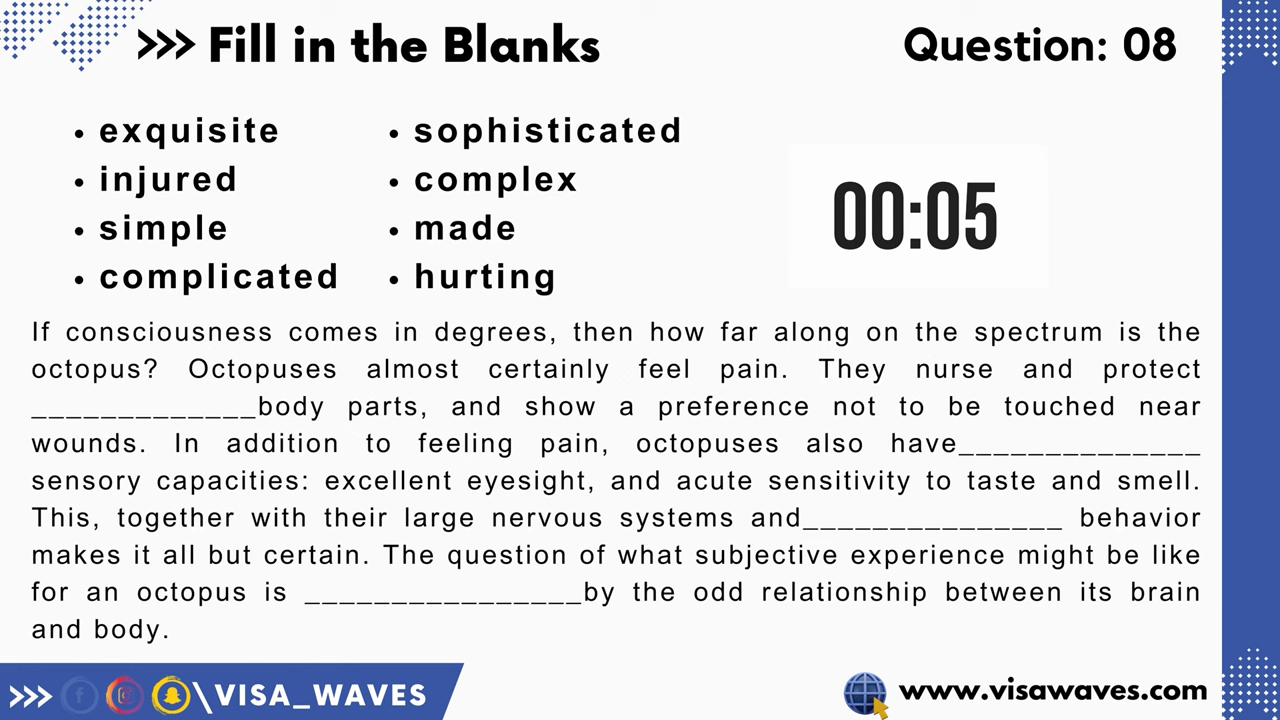 >>> Fill in the Blanks
Question: 08
• exquisite
• injured
• simple
• complicated
• sophisticated
• complex
• made
• hurting
00:05
If consciousness comes in degrees, then how far along on the spectrum is the
octopus? Octopuses almost certainly feel pain. They nurse and protect
_____________body parts, and show a preference not to be touched near
wounds. In addition to feeling pain, octopuses also have______________
sensory capacities: excellent eyesight, and acute sensitivity to taste and smell.
This, together with their large nervous systems and_______________ behavior
makes it all but certain. The question of what subjective experience might be like
for an octopus is ________________by the odd relationship between its brain
and body.
>>> \VISA_WAVES
www.visawaves.com